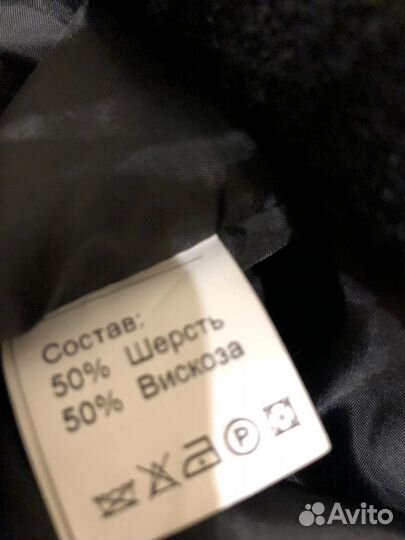 Состав:
50% Шерсть
50% Вискоза
P
Avito